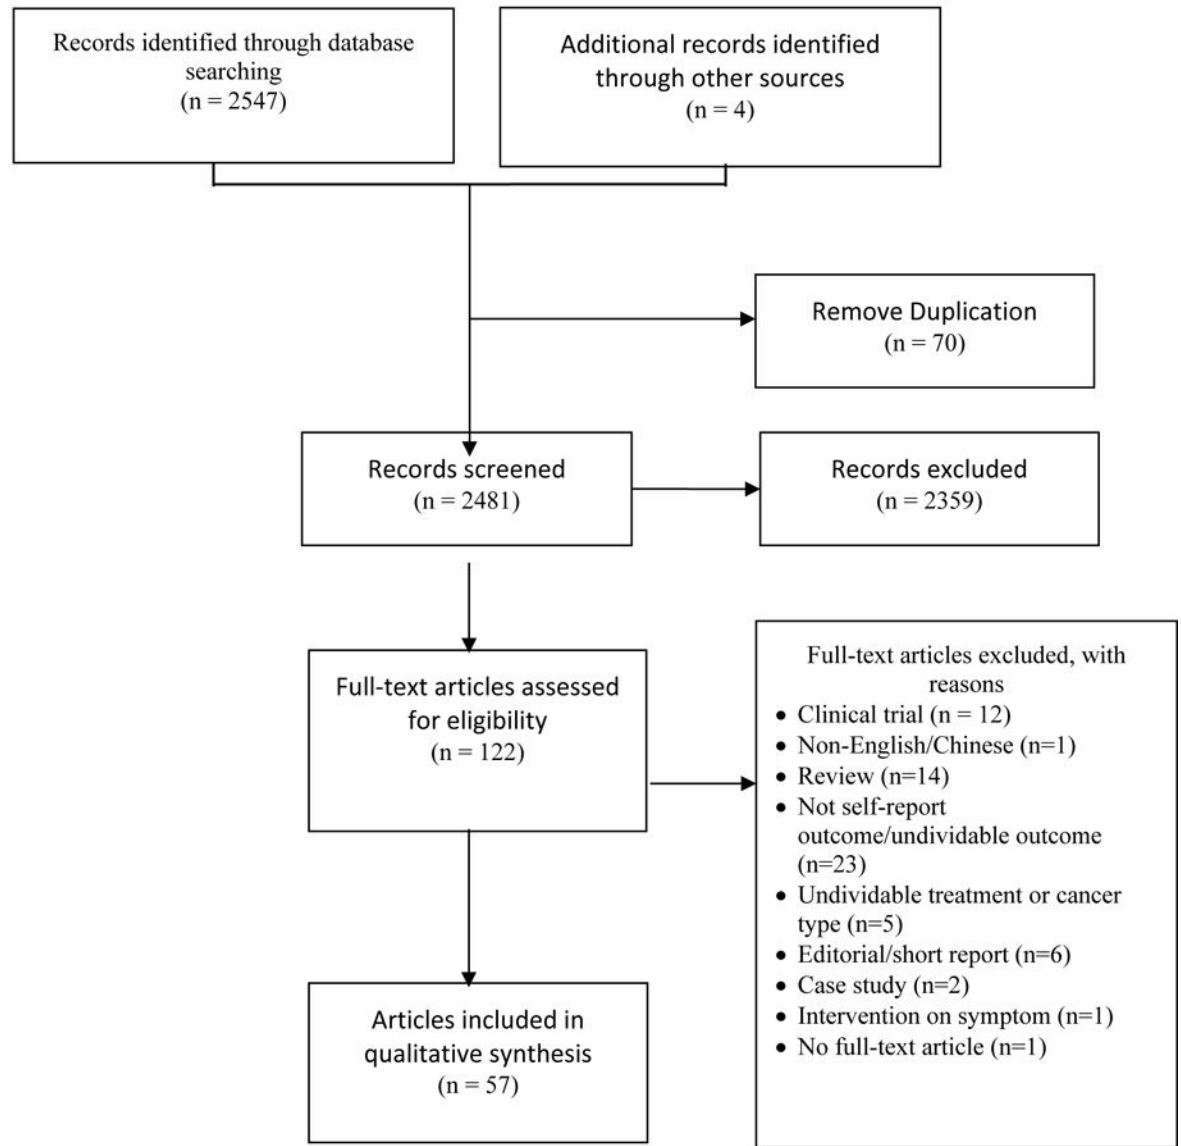 Records identified through database
searching
(n = 2547)
Additional records identified
through other sources
(n = 4)
Remove Duplication
(n = 70)
Records screened
(n = 2481)
Records excluded
(n = 2359)
Full-text articles assessed
for eligibility
(n = 122)
Full-text articles excluded, with
reasons
• Clinical trial (n = 12)
• Non-English/Chinese (n=1)
• Review (n=14)
• Not self-report
outcome/undividable outcome
(n=23)
• Undividable treatment or cancer
type (n=5)
• Editorial/short report (n=6)
• Case study (n=2)
• Intervention on symptom (n=1)
• No full-text article (n=1)
Articles included in
qualitative synthesis
(n = 57)